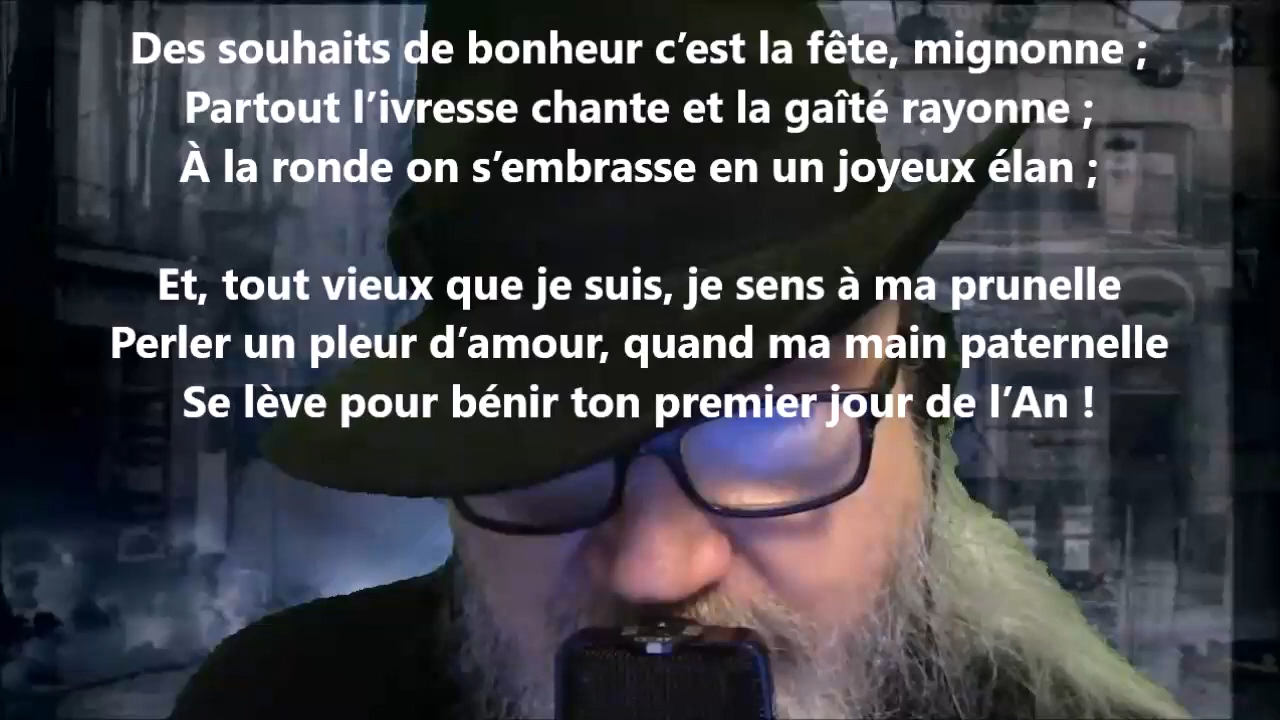 Des souhaits de bonheur c’est la fête, mignonne ;
Partout l’ivresse chante et la gaîté rayonne ;
À la ronde on s’embrasse en un joyeux élan ;
Et, tout vieux que je suis, je sens à ma prunelle
Perler un pleur d’amour, quand ma main paternelle
Se lève pour bénir ton premier jour de l’An !